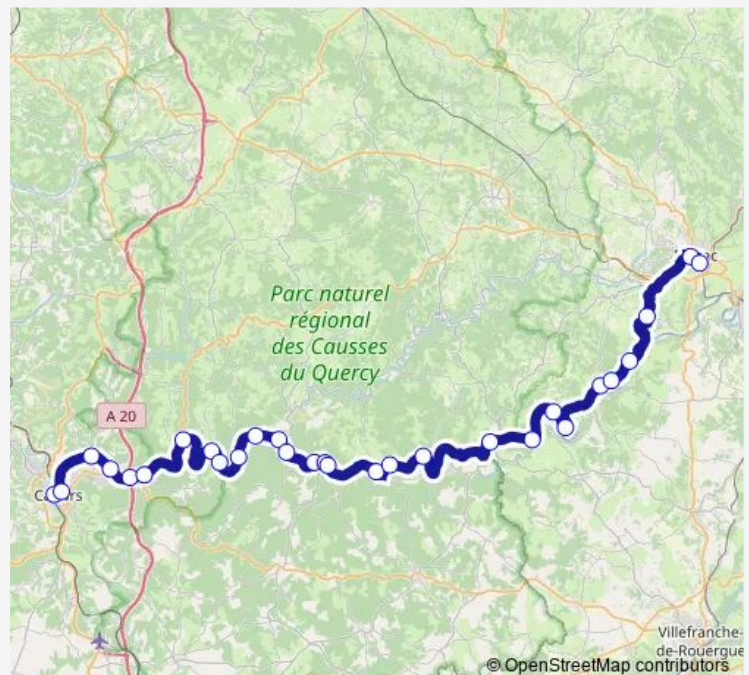 Parc naturel
régional
des Causses
du Quercy
A 20
Villefranche-
de-Rouergue
© OpenStreetMap contributors